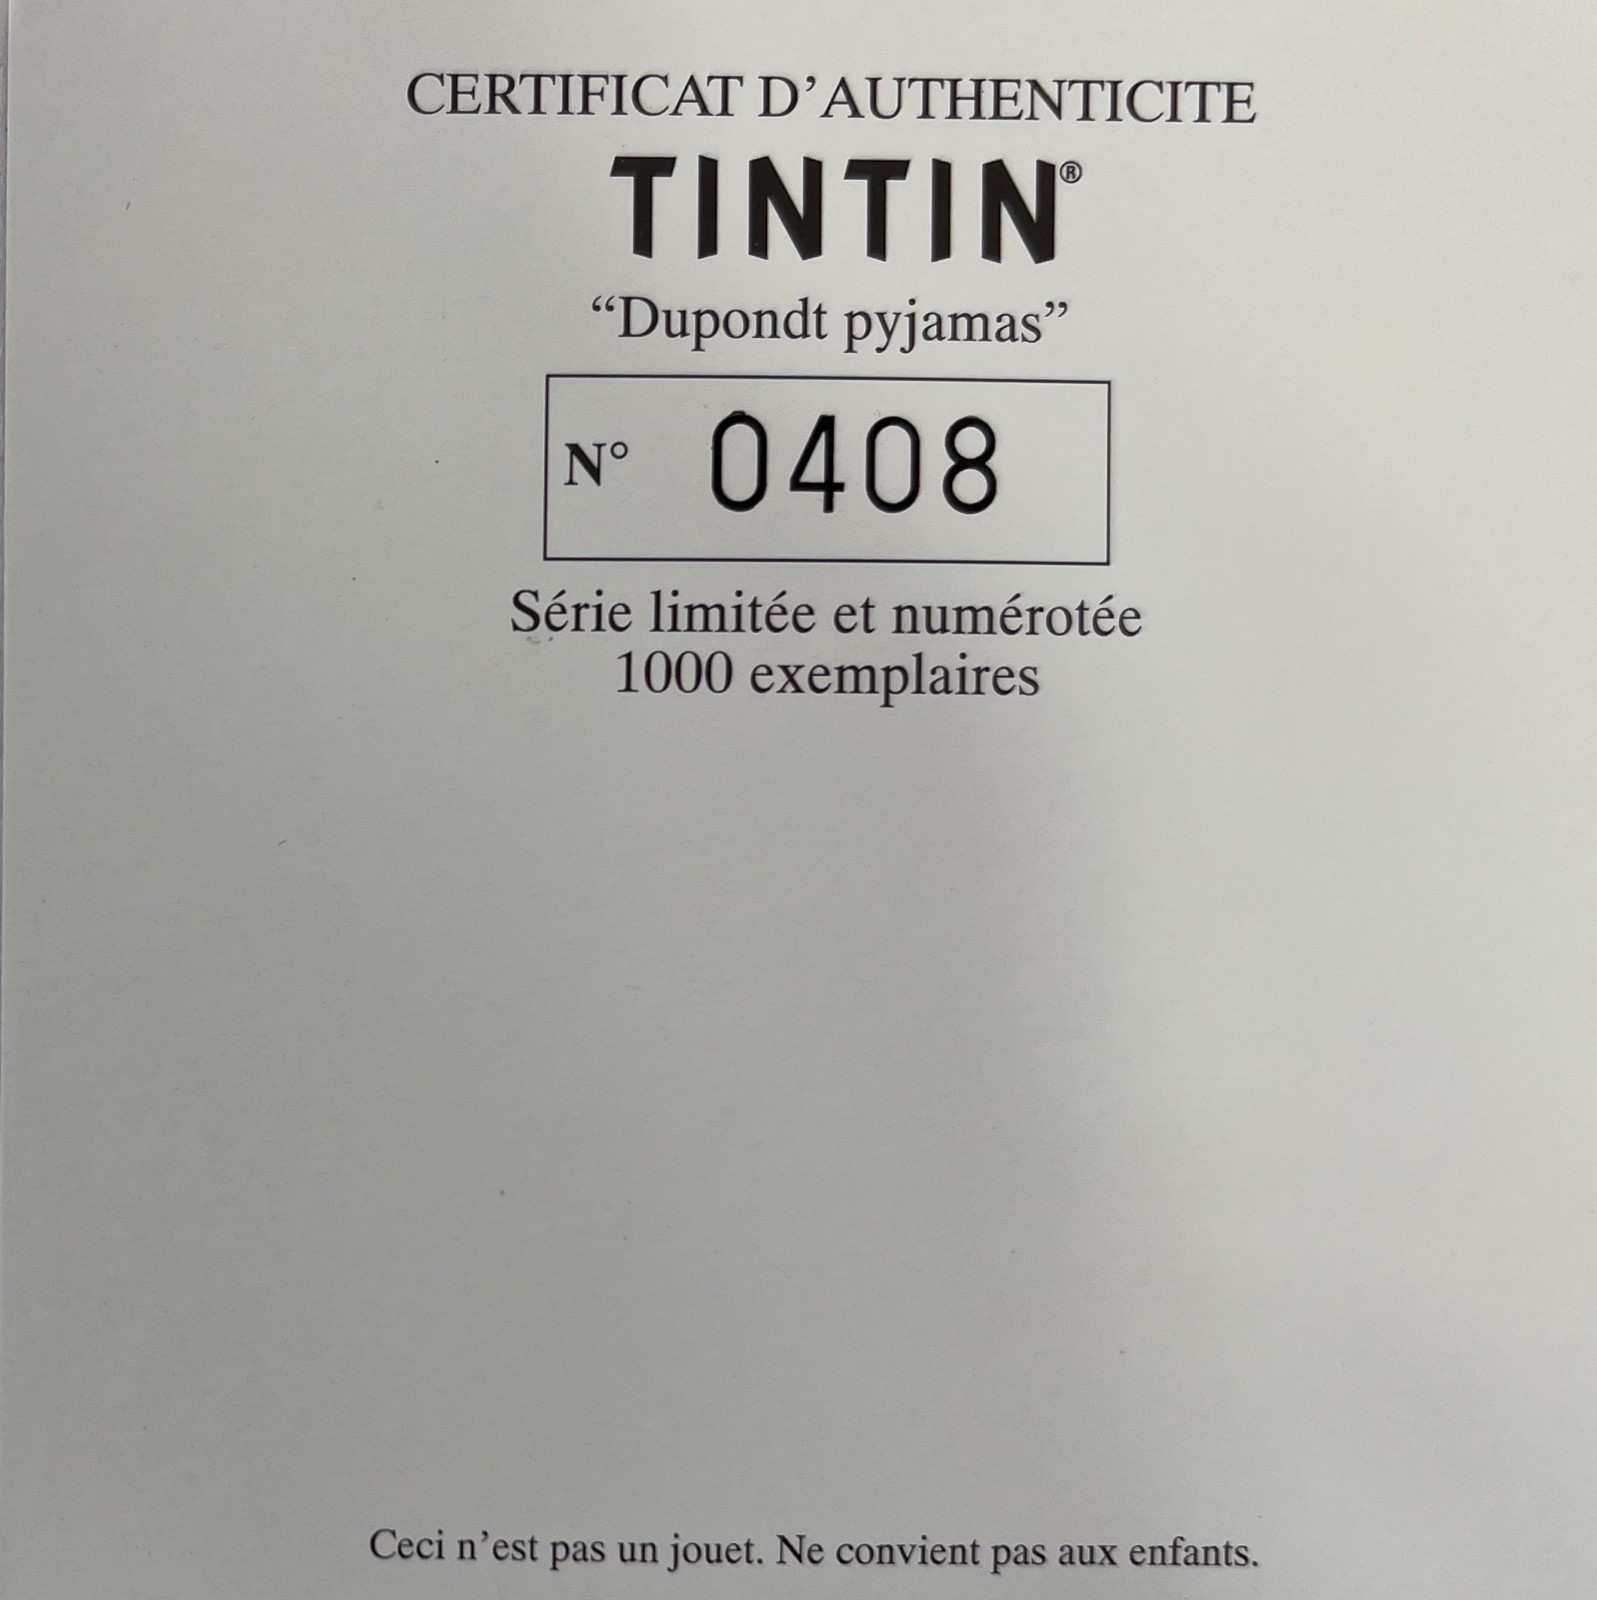 CERTIFICAT D’AUTHENTICITE
TINTIN®
“Dupondt pyjamas”
N° 0408
Série limitée et numérotée
1000 exemplaires
Ceci n’est pas un jouet. Ne convient pas aux enfants.